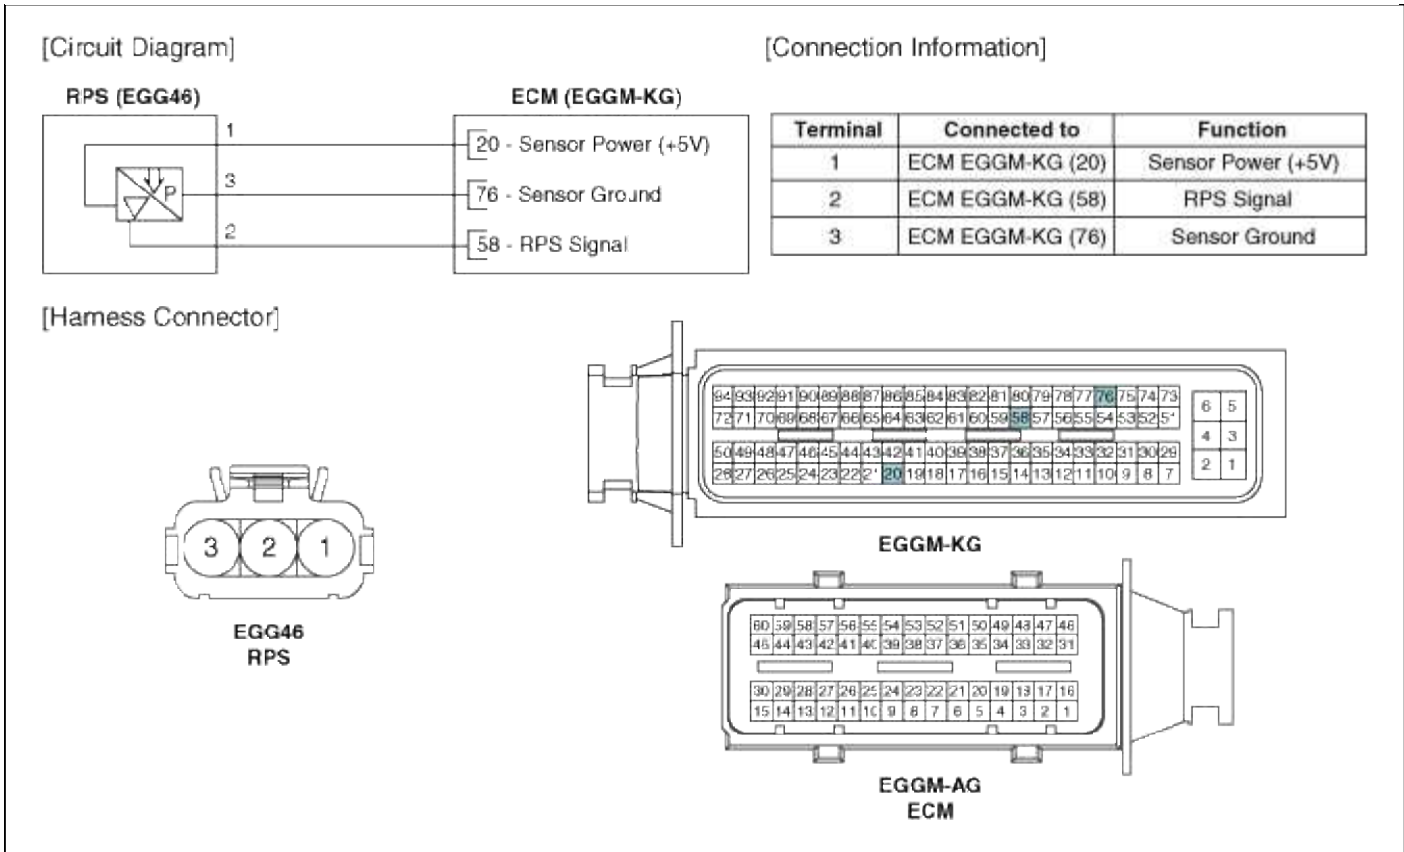 [Circuit Diagram]
RPS (EGG46)
ECM (EGGM-KG)
1
20 - Sensor Power (+5V)
3
P
76 - Sensor Ground
2
58 - RPS Signal
[Connection Information]
Terminal Connected to Function
1 ECM EGGM-KG (20) Sensor Power (+5V)
2 ECM EGGM-KG (58) RPS Signal
3 ECM EGGM-KG (76) Sensor Ground
[Harness Connector]
3 2 1
EGG46
RPS
94 93 92 91 90 89 88 87 86 85 84 83 82 81 80 79 78 77 76 75 74 73
72 71 70 69 68 67 66 65 64 63 62 61 60 59 58 57 56 55 54 53 52 51
50 49 48 47 46 45 44 43 42 41 40 39 38 37 36 35 34 33 32 31 30 29
28 27 26 25 24 23 22 21 20 19 18 17 16 15 14 13 12 11 10 9 8 7
6 5
4 3
2 1
EGGM-KG
60 59 58 57 56 55 54 53 52 51 50 49 48 47 46
45 44 43 42 41 40 39 38 37 36 35 34 33 32 31
30 29 28 27 26 25 24 23 22 21 20 19 18 17 16
15 14 13 12 11 10 9 8 7 6 5 4 3 2 1
EGGM-AG
ECM